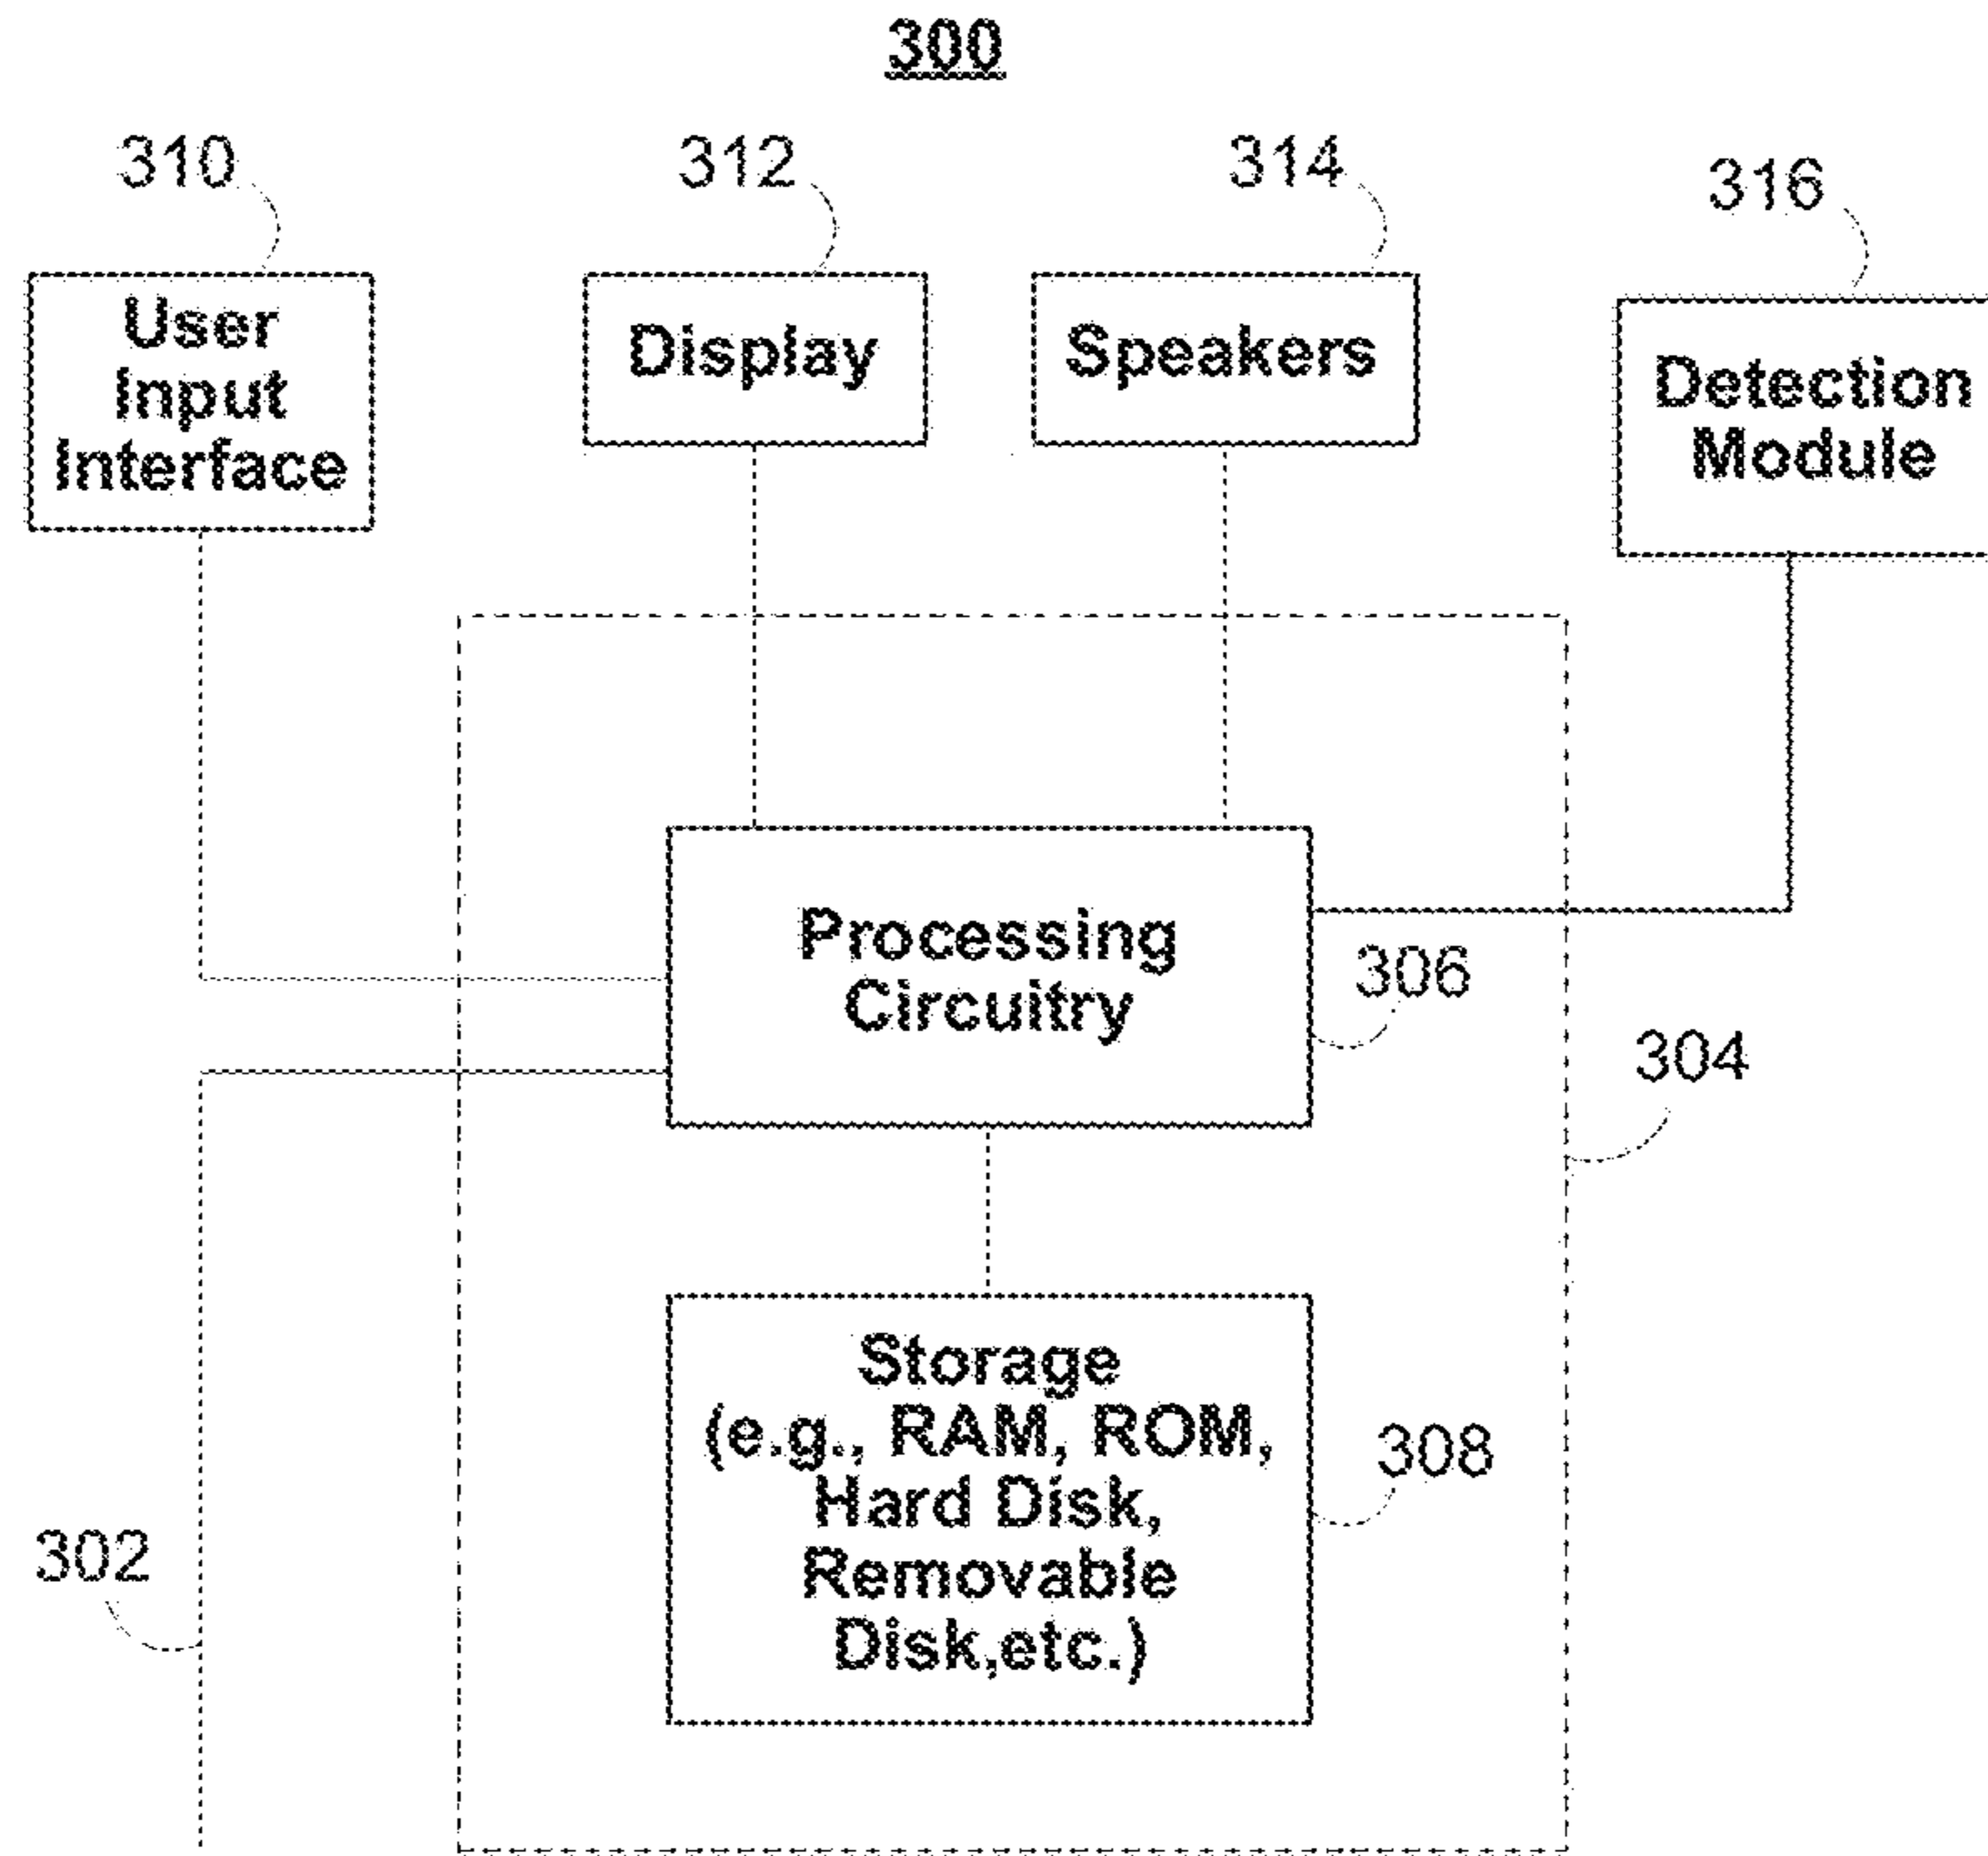 300
310
312
314
316
User
Input
Interface
Display
Speakers
Detection
Module
Processing
Circuitry
306
304
Storage
(e.g., RAM, ROM,
Hard Disk,
Removable
Disk,etc.)
308
302